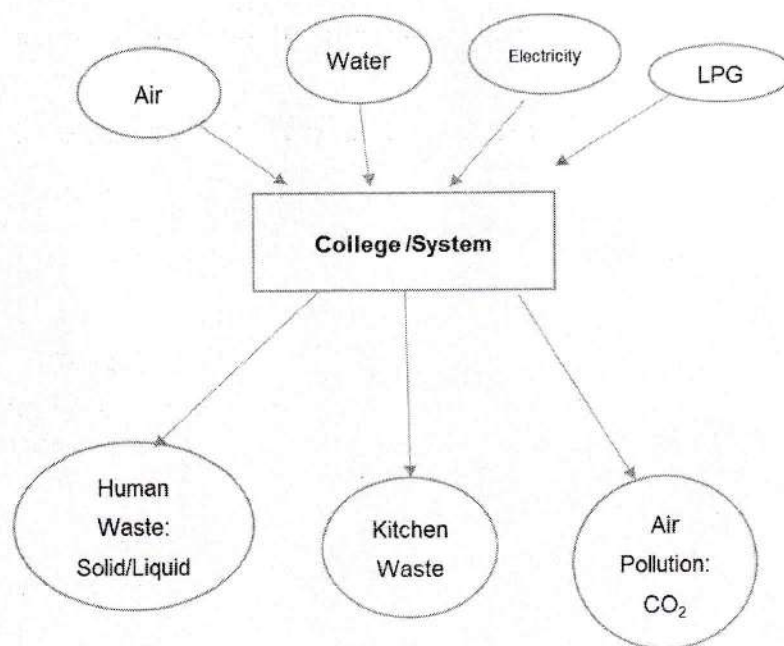 Air
Water
Electricity
LPG
College/System
Human
Waste:
Solid/Liquid
Kitchen
Waste
Air
Pollution:
CO₂